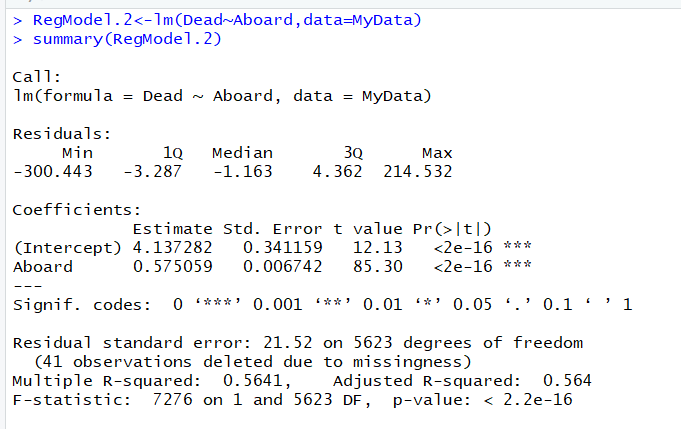 > RegModel.2<-lm(Dead~Aboard,data=MyData)
> summary(RegModel.2)
Call:
lm(formula = Dead ~ Aboard, data = MyData)
Residuals:
     Min       1Q   Median       3Q      Max
-300.443   -3.287   -1.163    4.362  214.532
Coefficients:
            Estimate Std. Error t value Pr(>|t|)
(Intercept) 4.137282   0.341159   12.13   <2e-16 ***
Aboard      0.575059   0.006742   85.30   <2e-16 ***
---
Signif. codes:  0 ‘***’ 0.001 ‘**’ 0.01 ‘*’ 0.05 ‘.’ 0.1 ‘ ’ 1
Residual standard error: 21.52 on 5623 degrees of freedom
  (41 observations deleted due to missingness)
Multiple R-squared:  0.5641,    Adjusted R-squared:  0.564
F-statistic:  7276 on 1 and 5623 DF,  p-value: < 2.2e-16